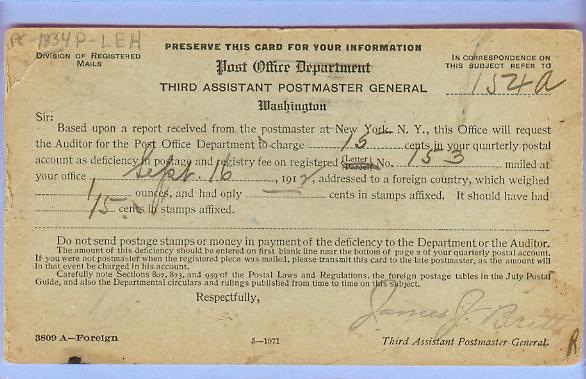 PC 1334 D-LEH
PRESERVE THIS CARD FOR YOUR INFORMATION
DIVISION OF REGISTERED MAILS
Post Office Department
IN CORRESPONDENCE ON THIS SUBJECT REFER TO
154a
THIRD ASSISTANT POSTMASTER GENERAL
Washington
Sir:
Based upon a report received from the postmaster at New York, N. Y., this Office will request
the Auditor for the Post Office Department to charge 15 cents in your quarterly postal
account as deficiency in postage and registry fee on registered (Letter Parcel) No. 153 mailed at
your office Sept. 16, 1912, addressed to a foreign country, which weighed
ounces, and had only cents in stamps affixed. It should have had
15 cents in stamps affixed.
Do not send postage stamps or money in payment of the deficiency to the Department or the Auditor.
The amount of this deficiency should be entered on first blank line near the bottom of page 2 of your quarterly postal account.
If you were not postmaster when the registered piece was mailed, please transmit this card to the late postmaster, as the amount will
in that event be charged in his account.
Carefully note Sections 807, 873, and 959 of the Postal Laws and Regulations, the foreign postage tables in the July Postal
Guide, and also the Departmental circulars and rulings published from time to time on this subject.
Respectfully,
James J. Britt
3809 A—Foreign
5—1971
Third Assistant Postmaster General.
R